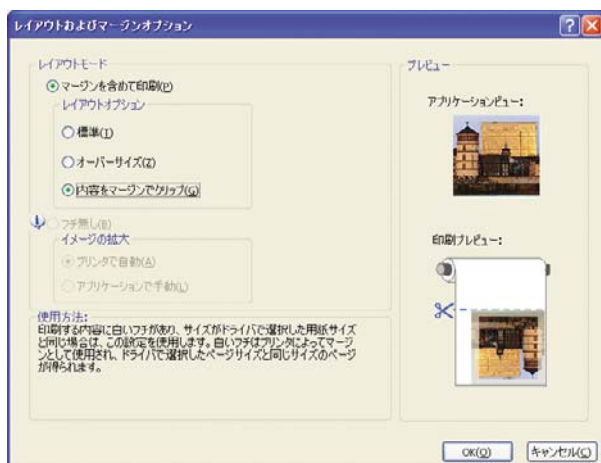 レイアウトおよびマージンオプション
レイアウトモード
マージンを含めて印刷(P)
レイアウトオプション
標準(T)
オーバーサイズ(Z)
内容をマージンでクリップ(G)
フチ無し(B)
イメージの拡大
プリンタで自動(A)
アプリケーションで手動(L)
使用方法:
印刷する内容に白いフチがあり、サイズがドライバで選択した用紙サイズ
と同じ場合は、この設定を使用します。白いフチはプリンタによってマージ
ンとして使用され、ドライバで選択したページサイズと同じサイズのページ
が得られます。
プレビュー
アプリケーションビュー:
印刷プレビュー:
OK(O)
キャンセル(C)